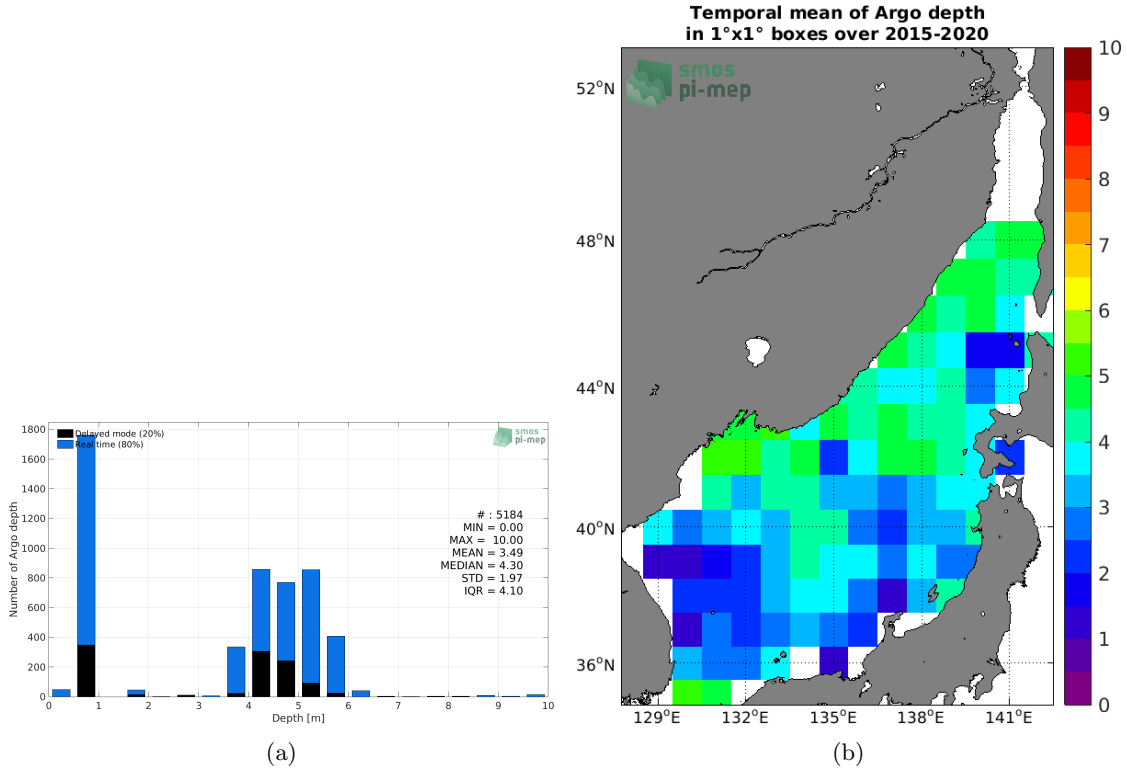 1800
1600
1400
1200
1000
800
600
400
200
0
Number of Argo depth
Delayed mode (20%)
Real time (80%)
smos
pi-mep
# : 5184
MIN = 0.00
MAX = 10.00
MEAN = 3.49
MEDIAN = 4.30
STD = 1.97
IQR = 4.10
0 1 2 3 4 5 6 7 8 9 10
Depth [m]
(a)
Temporal mean of Argo depth
in 1°x1° boxes over 2015-2020
smos
pi-mep
52°N
48°N
44°N
40°N
36°N
129°E 132°E 135°E 138°E 141°E
10
9
8
7
6
5
4
3
2
1
0
(b)